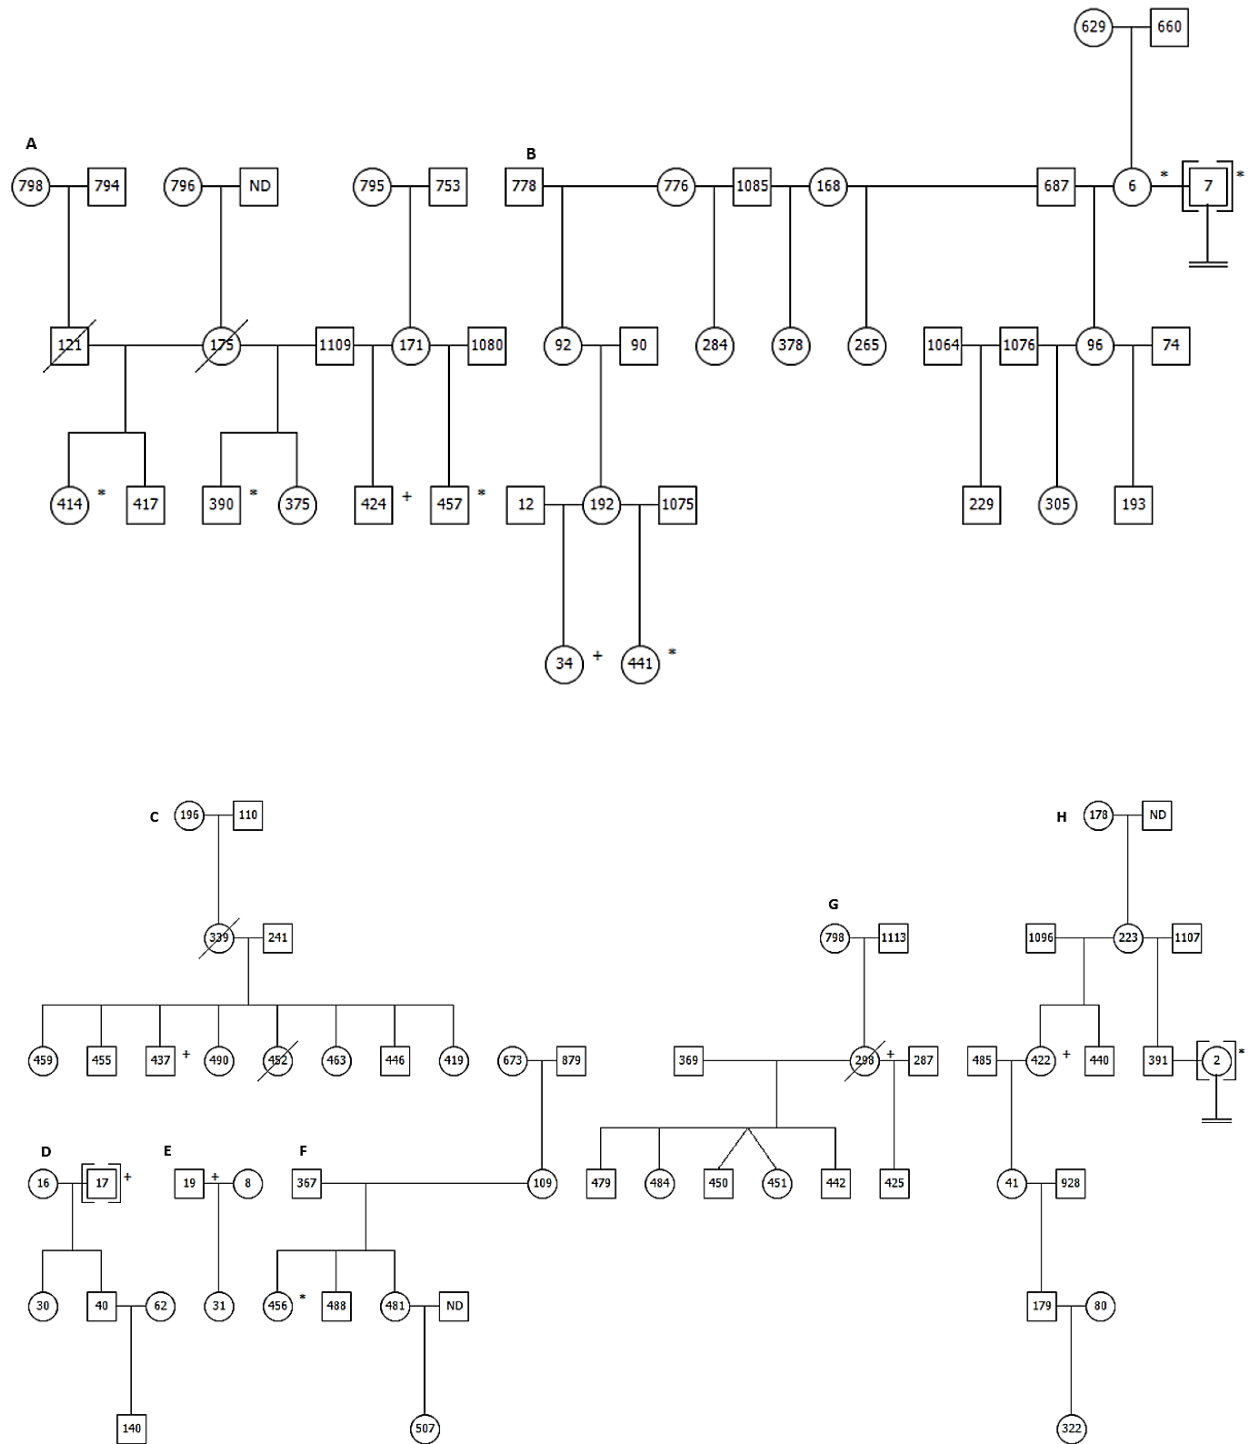 629 660
A B
798 794 796 ND 795 753 778 776 1085 168 687 6 * 7 *
121 175 1109 171 1080 92 90 284 378 265 1064 1076 96 74
414 * 417 390 * 375 424 + 457 * 12 192 1075 229 305 193
34 + 441 *
C 196 110 H 178 ND
G
339 241 798 1113 1096 223 1107
459 455 437 + 490 452 463 446 419 673 879 369 298 + 287 485 422 + 440 391 2 *
D E F
16 17 + 19 + 8 367 109 479 484 450 451 442 425 41 928
30 40 62 31 456 * 488 481 ND 179 80
140 507 322